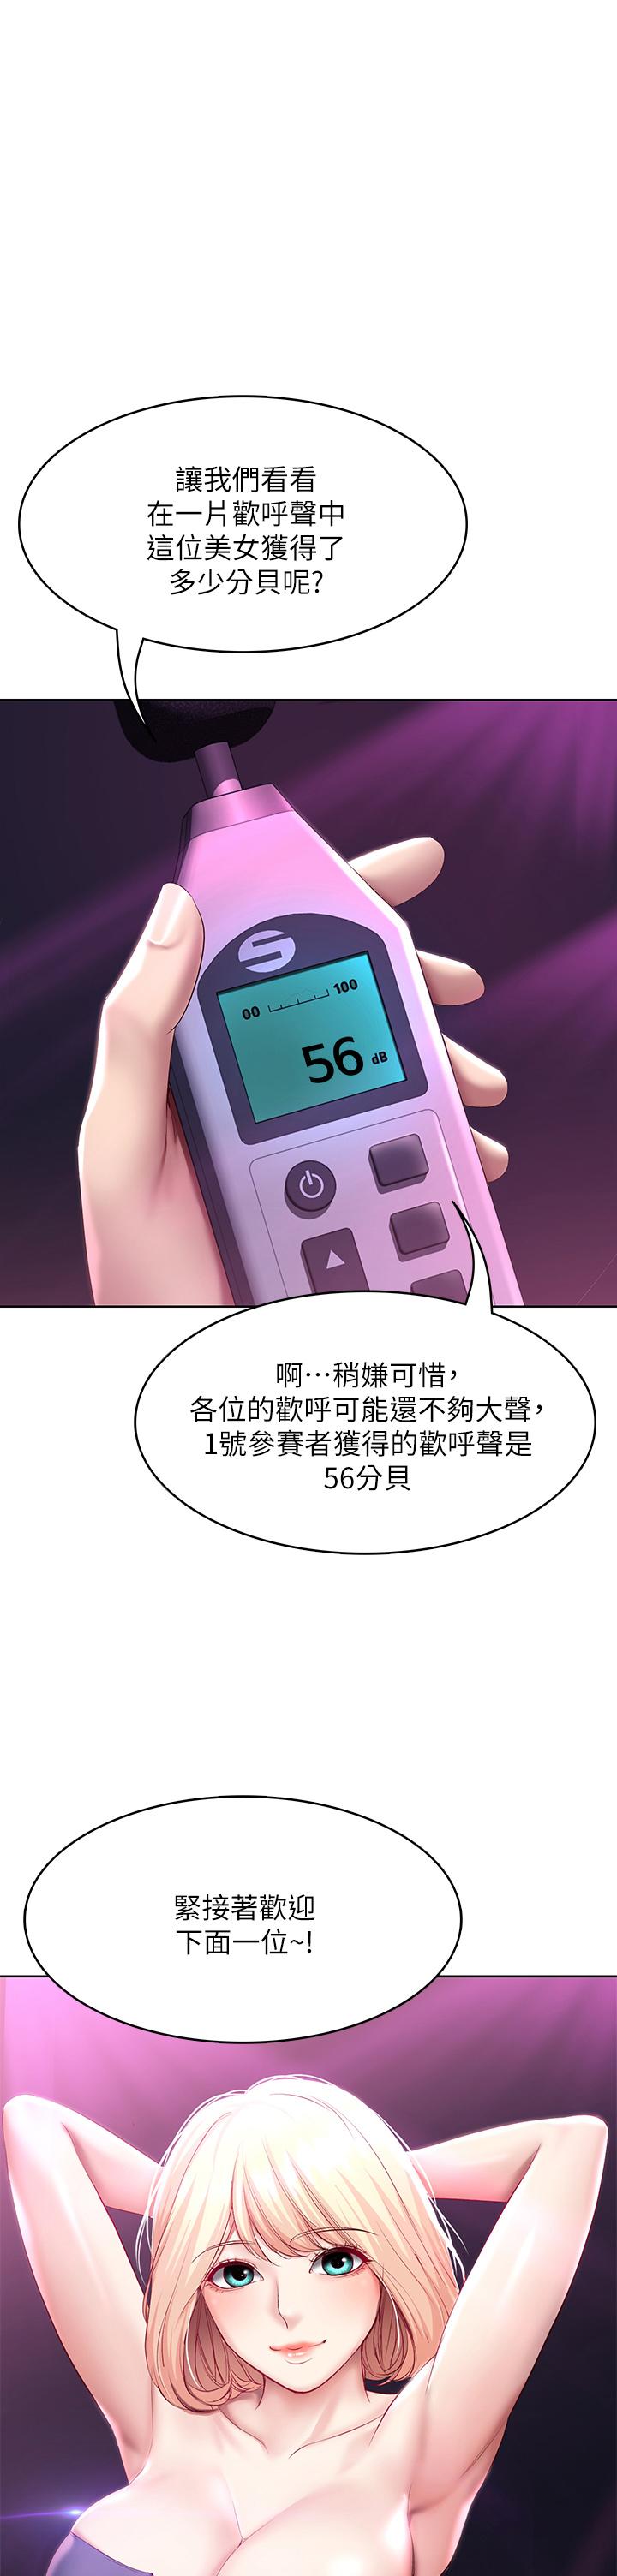 讓我們看看
在一片歡呼聲中
這位美女獲得了
多少分貝呢?
S
00 100
56 dB
啊…稍嫌可惜,
各位的歡呼可能還不夠大聲,
1號參賽者獲得的歡呼聲是
56分貝
緊接著歡迎
下面一位~!